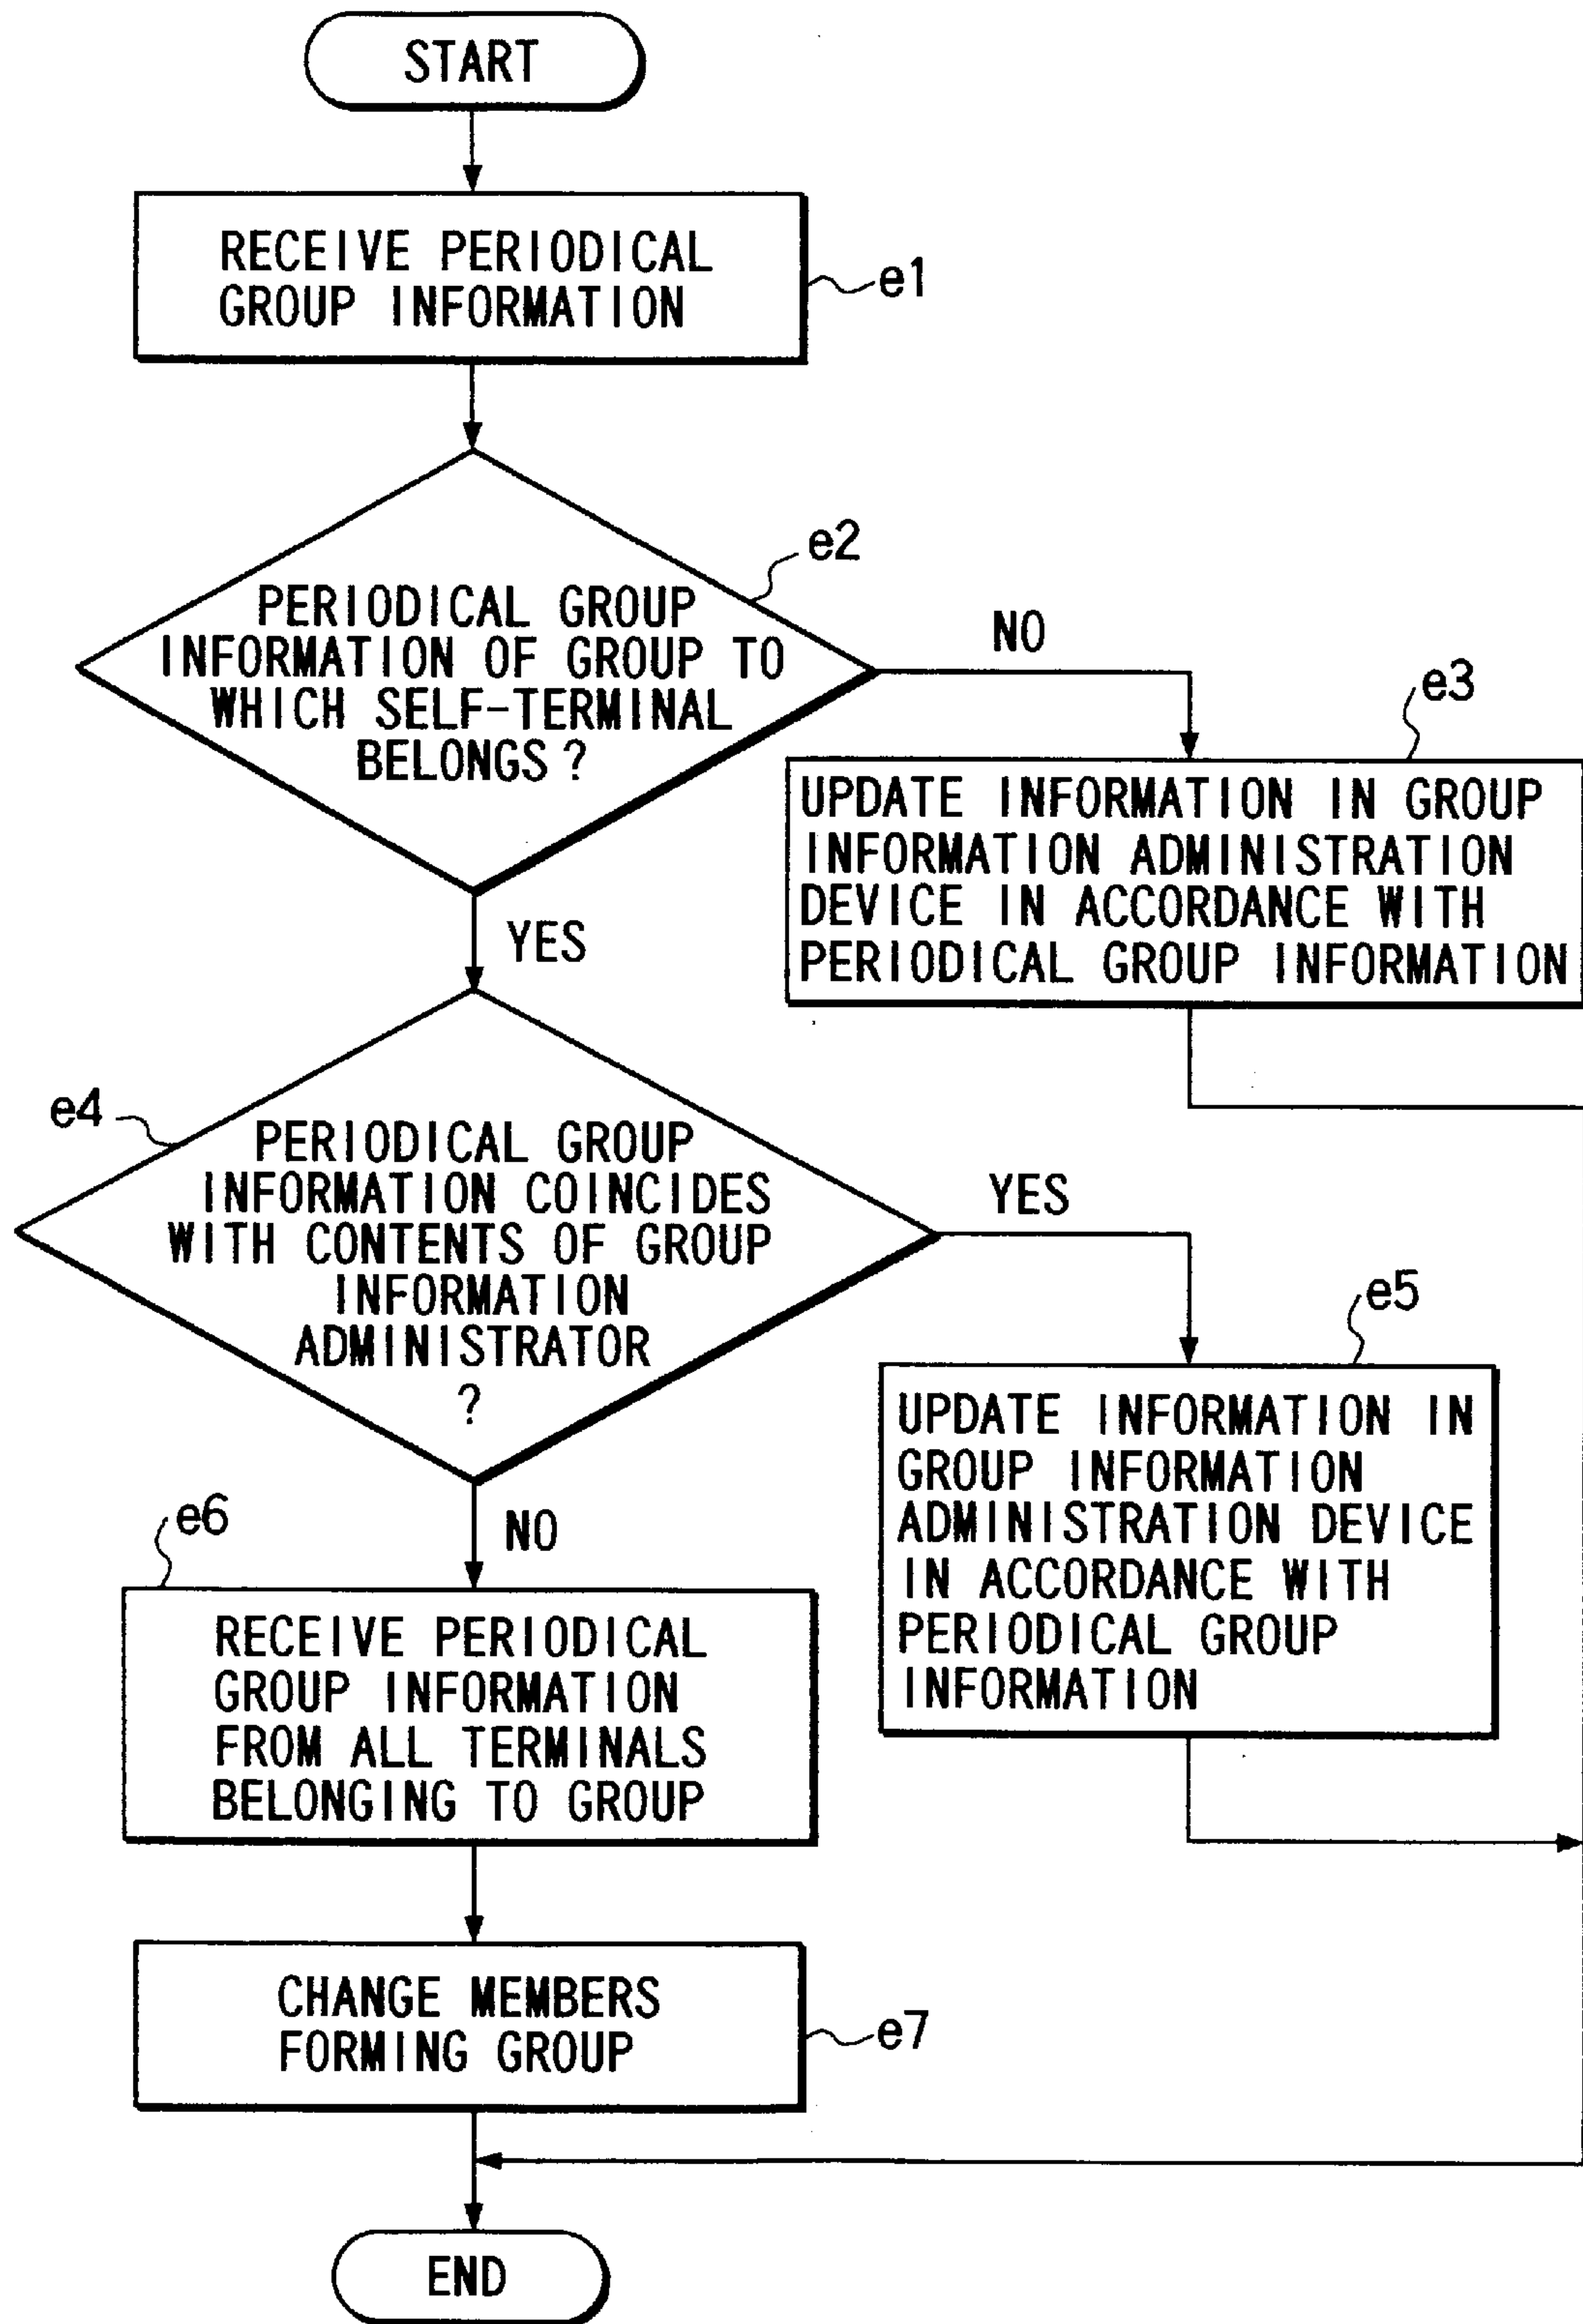 START
RECEIVE PERIODICAL
GROUP INFORMATION
e1
e2
PERIODICAL GROUP
INFORMATION OF GROUP TO
WHICH SELF-TERMINAL
BELONGS ?
NO
e3
UPDATE INFORMATION IN GROUP
INFORMATION ADMINISTRATION
DEVICE IN ACCORDANCE WITH
PERIODICAL GROUP INFORMATION
YES
e4
PERIODICAL GROUP
INFORMATION COINCIDES
WITH CONTENTS OF GROUP
INFORMATION
ADMINISTRATOR
?
YES
e5
UPDATE INFORMATION IN
GROUP INFORMATION
ADMINISTRATION DEVICE
IN ACCORDANCE WITH
PERIODICAL GROUP
INFORMATION
NO
e6
RECEIVE PERIODICAL
GROUP INFORMATION
FROM ALL TERMINALS
BELONGING TO GROUP
CHANGE MEMBERS
FORMING GROUP
e7
END